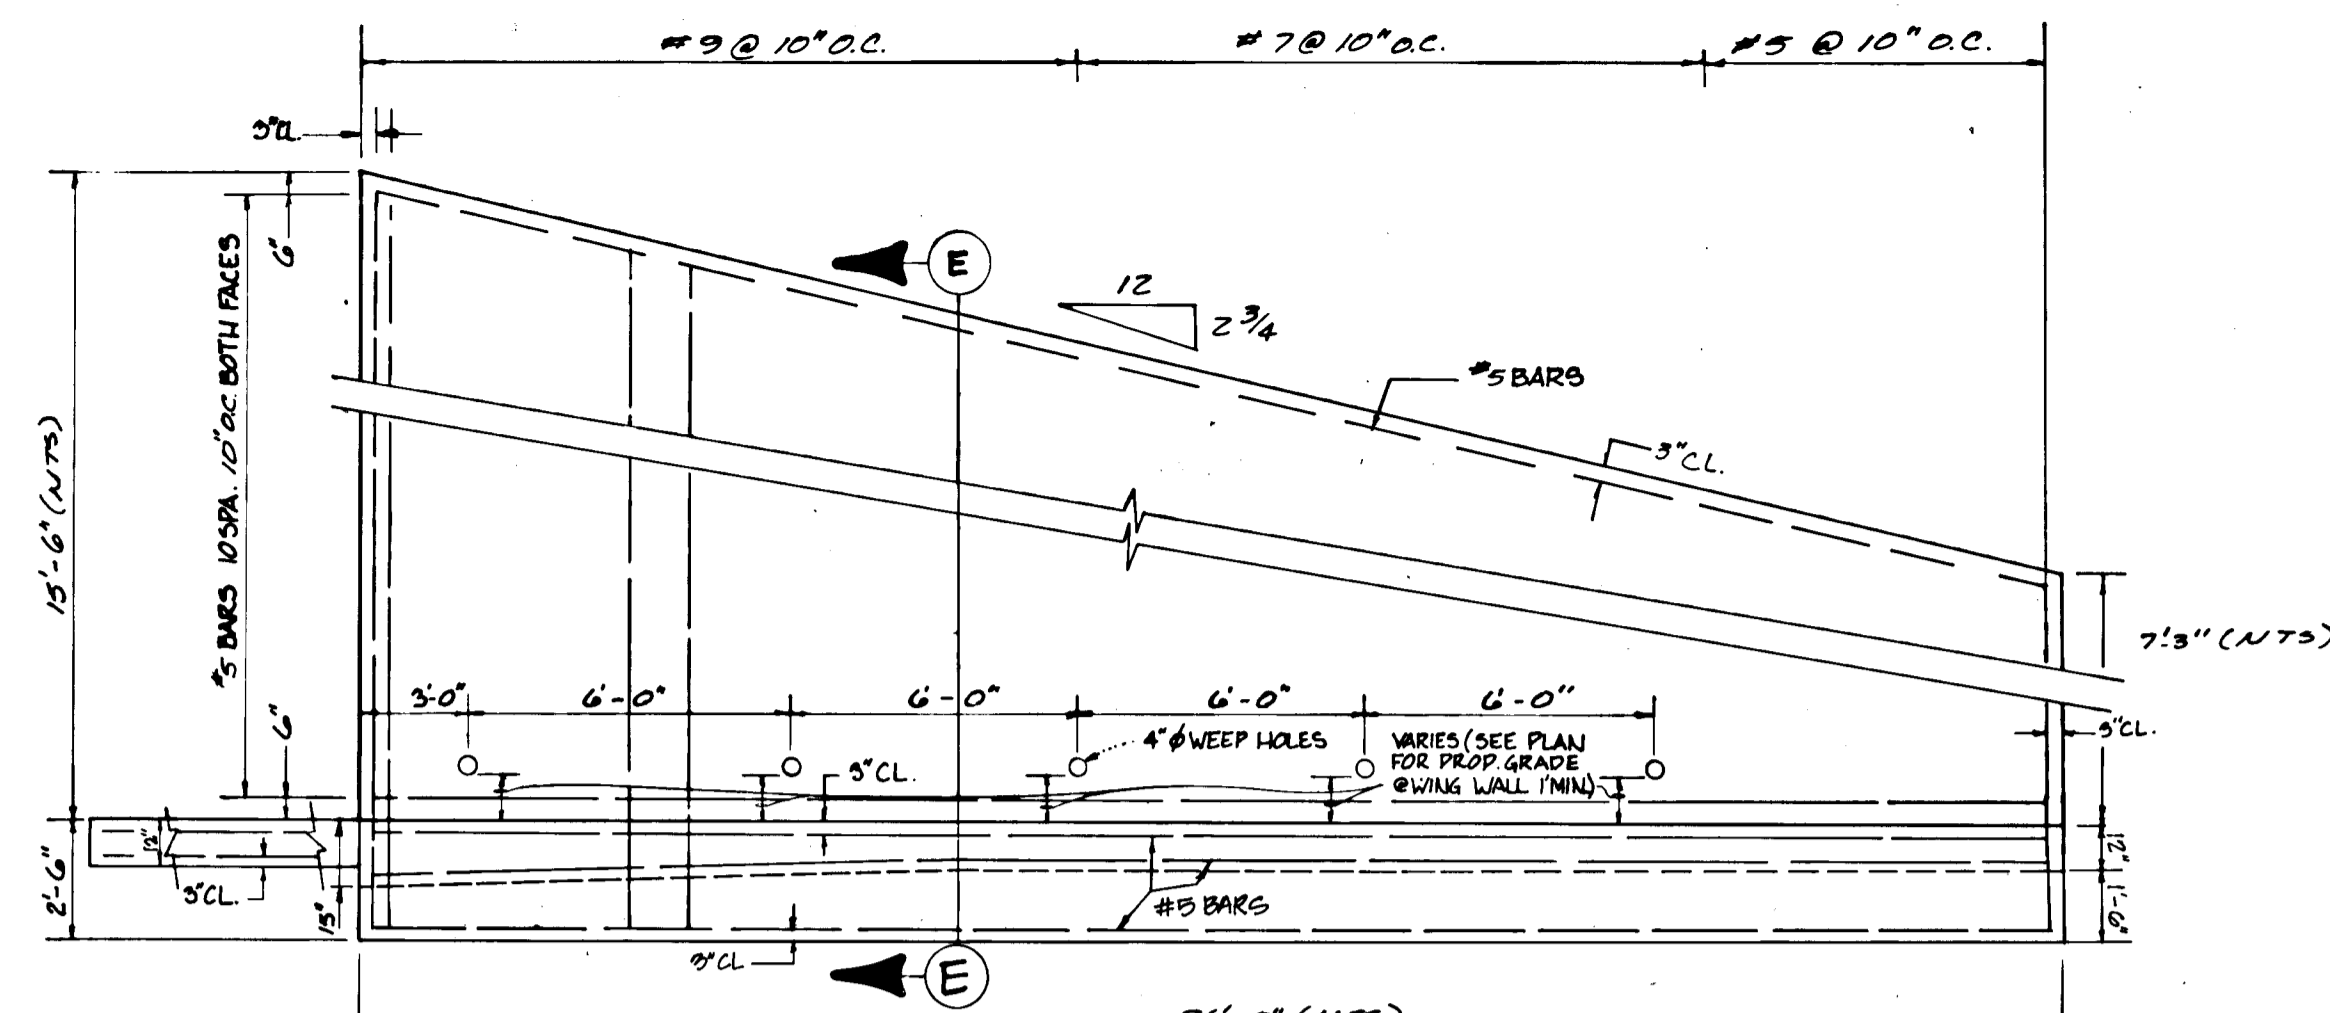 #9 @ 10" O.C.
#7 @ 10" O.C.
#5 @ 10" O.C.
3" CL.
6"
E
12
2 3/4
#5 BARS
3" CL.
15'-6" (NTS)
#5 BARS 10 SPA. 10" O.C. BOTH FACES
7'-3" (NTS)
3'-0"
6'-0"
6'-0"
6'-0"
6'-0"
6"
4" Ø WEEP HOLES
VARIES (SEE PLAN
FOR PROP. GRADE
@ WING WALL 1' MIN)
3" CL.
3" CL.
12"
12"
2'-6"
3" CL.
15"
#5 BARS
1'-6"
3" CL
E
(NTS)